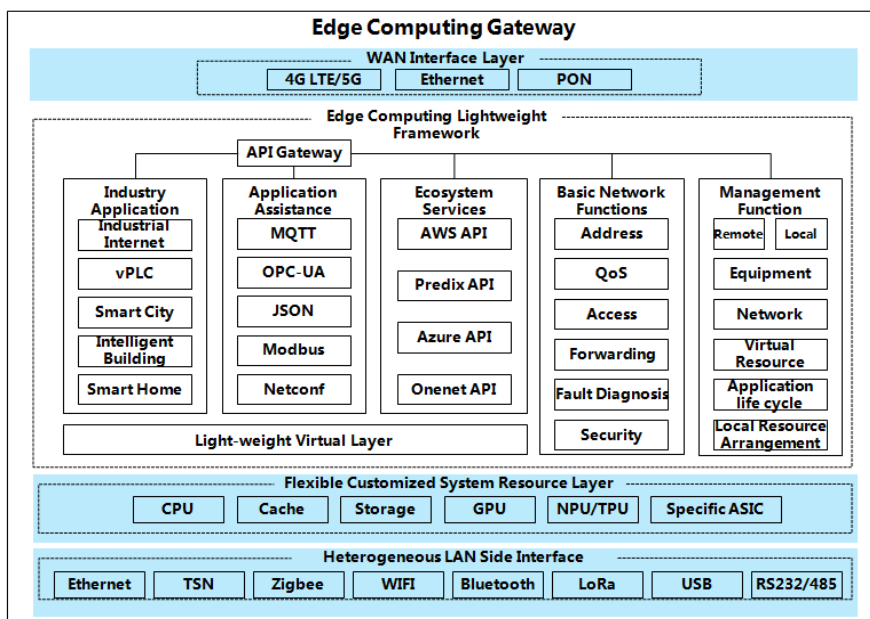 Edge Computing Gateway
WAN Interface Layer
4G LTE/5G
Ethernet
PON
Edge Computing Lightweight
Framework
API Gateway
Industry
Application
Industrial
Internet
vPLC
Smart City
Intelligent
Building
Smart Home
Application
Assistance
MQTT
OPC-UA
JSON
Modbus
Netconf
Ecosystem
Services
AWS API
Predix API
Azure API
Onenet API
Basic Network
Functions
Address
QoS
Access
Forwarding
Fault Diagnosis
Security
Management
Function
Remote
Local
Equipment
Network
Virtual
Resource
Application
life cycle
Local Resource
Arrangement
Light-weight Virtual Layer
Flexible Customized System Resource Layer
CPU
Cache
Storage
GPU
NPU/TPU
Specific ASIC
Heterogeneous LAN Side Interface
Ethernet
TSN
Zigbee
WIFI
Bluetooth
LoRa
USB
RS232/485